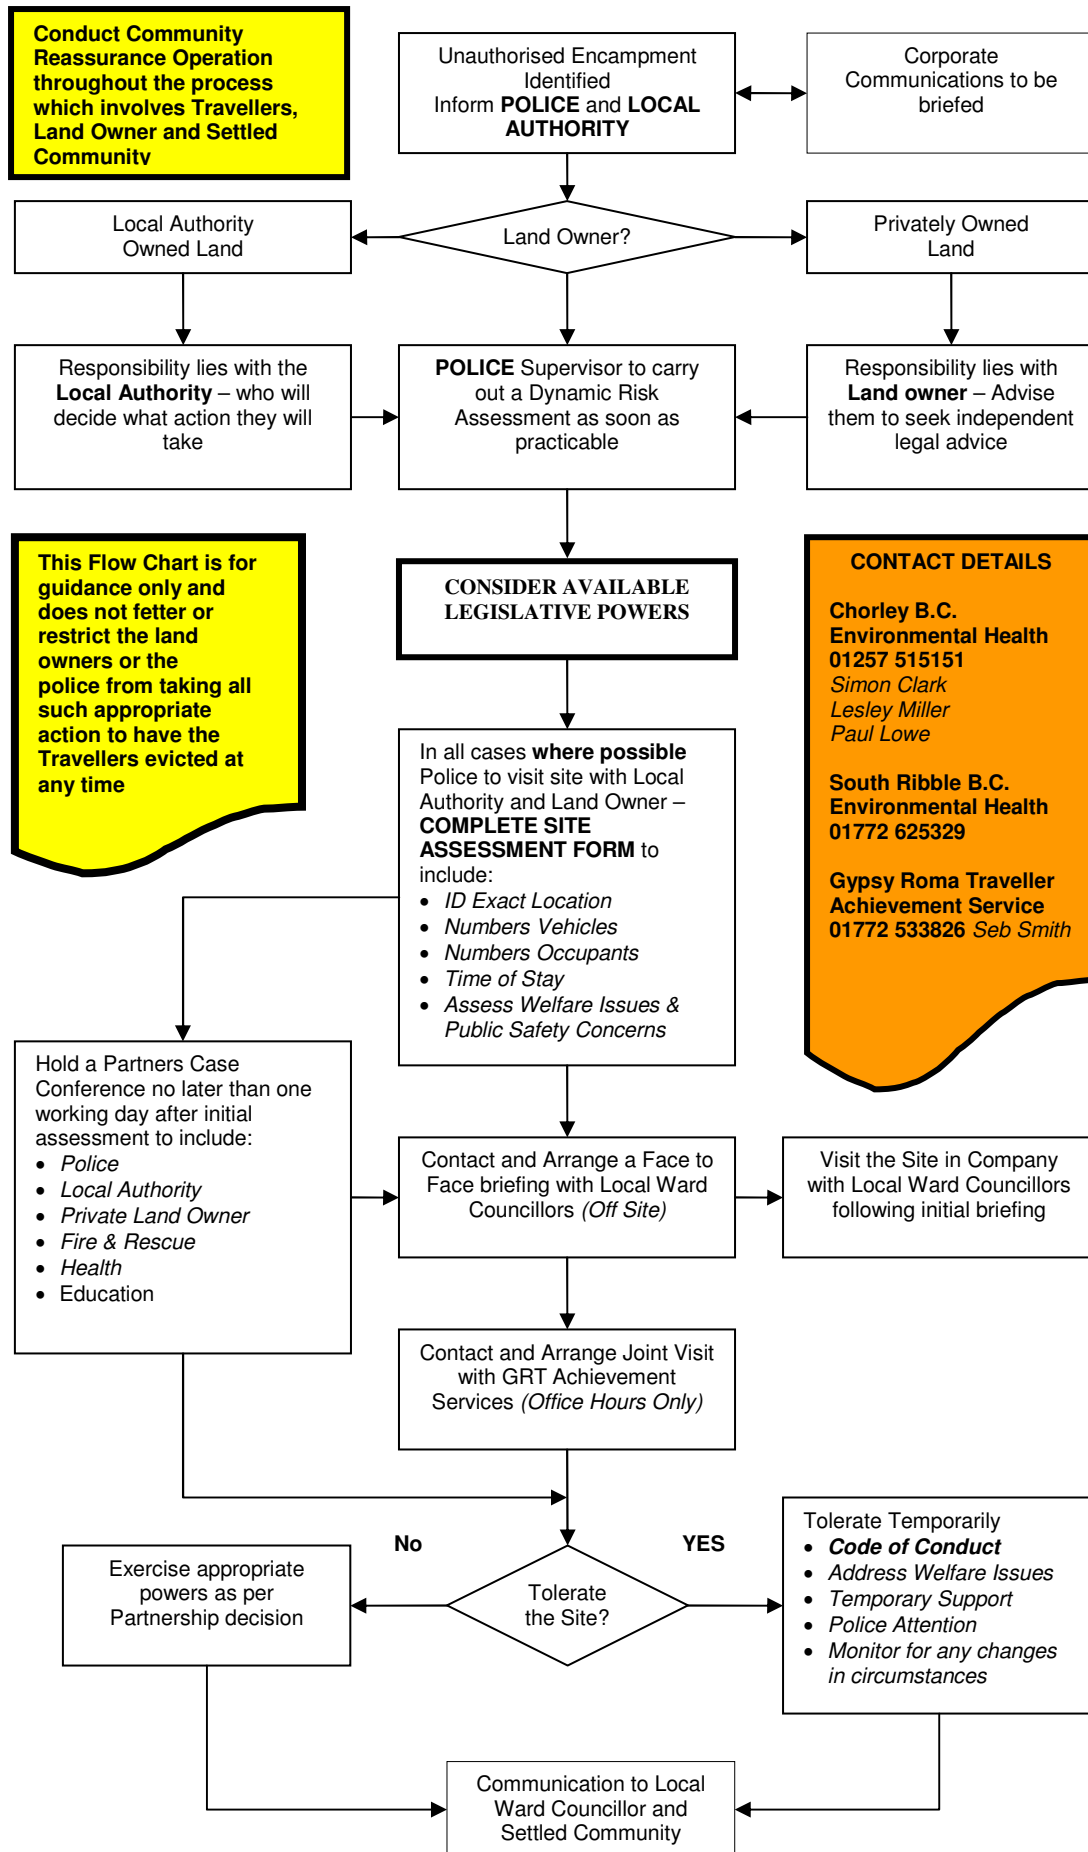 Conduct Community
Reassurance Operation
throughout the process
which involves Travellers,
Land Owner and Settled
Community
Unauthorised Encampment
Identified
Inform POLICE and LOCAL
AUTHORITY
Corporate
Communications to be
briefed
Local Authority
Owned Land
Land Owner?
Privately Owned
Land
Responsibility lies with the
Local Authority – who will
decide what action they will
take
POLICE Supervisor to carry
out a Dynamic Risk
Assessment as soon as
practicable
Responsibility lies with
Land owner – Advise
them to seek independent
legal advice
This Flow Chart is for
guidance only and
does not fetter or
restrict the land
owners or the
police from taking all
such appropriate
action to have the
Travellers evicted at
any time
CONSIDER AVAILABLE
LEGISLATIVE POWERS
CONTACT DETAILS
Chorley B.C.
Environmental Health
01257 515151
Simon Clark
Lesley Miller
Paul Lowe
South Ribble B.C.
Environmental Health
01772 625329
Gypsy Roma Traveller
Achievement Service
01772 533826 Seb Smith
In all cases where possible
Police to visit site with Local
Authority and Land Owner –
COMPLETE SITE
ASSESSMENT FORM to
include:
• ID Exact Location
• Numbers Vehicles
• Numbers Occupants
• Time of Stay
• Assess Welfare Issues &
Public Safety Concerns
Hold a Partners Case
Conference no later than one
working day after initial
assessment to include:
• Police
• Local Authority
• Private Land Owner
• Fire & Rescue
• Health
• Education
Contact and Arrange a Face to
Face briefing with Local Ward
Councillors (Off Site)
Visit the Site in Company
with Local Ward Councillors
following initial briefing
Contact and Arrange Joint Visit
with GRT Achievement
Services (Office Hours Only)
No
YES
Exercise appropriate
powers as per
Partnership decision
Tolerate
the Site?
Tolerate Temporarily
• Code of Conduct
• Address Welfare Issues
• Temporary Support
• Police Attention
• Monitor for any changes
in circumstances
Communication to Local
Ward Councillor and
Settled Community